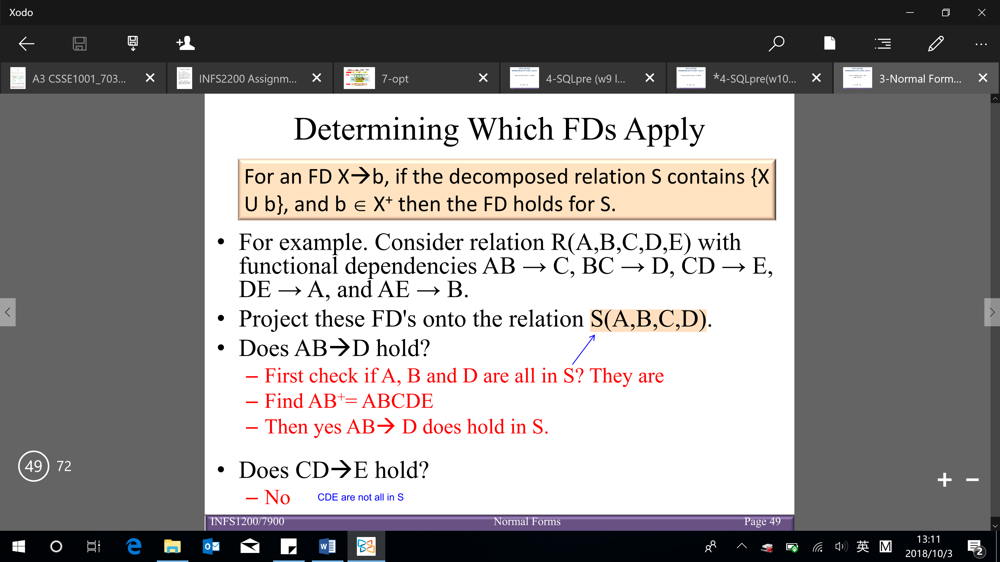 Xodo
A3 CSSE1001_703...
INFS2200 Assignm...
7-opt
4-SQLpre (w9 l...
*4-SQLpre(w10...
3-Normal Form...
Determining Which FDs Apply
For an FD X→b, if the decomposed relation S contains {X
U b}, and b ∈ X⁺ then the FD holds for S.
• For example. Consider relation R(A,B,C,D,E) with
functional dependencies AB → C, BC → D, CD → E,
DE → A, and AE → B.
• Project these FD's onto the relation S(A,B,C,D).
• Does AB→D hold?
– First check if A, B and D are all in S? They are
– Find AB⁺= ABCDE
– Then yes AB→ D does hold in S.
• Does CD→E hold?
– No CDE are not all in S
49 72
INFS1200/7900 Normal Forms Page 49
英 M
13:11
2018/10/3
2